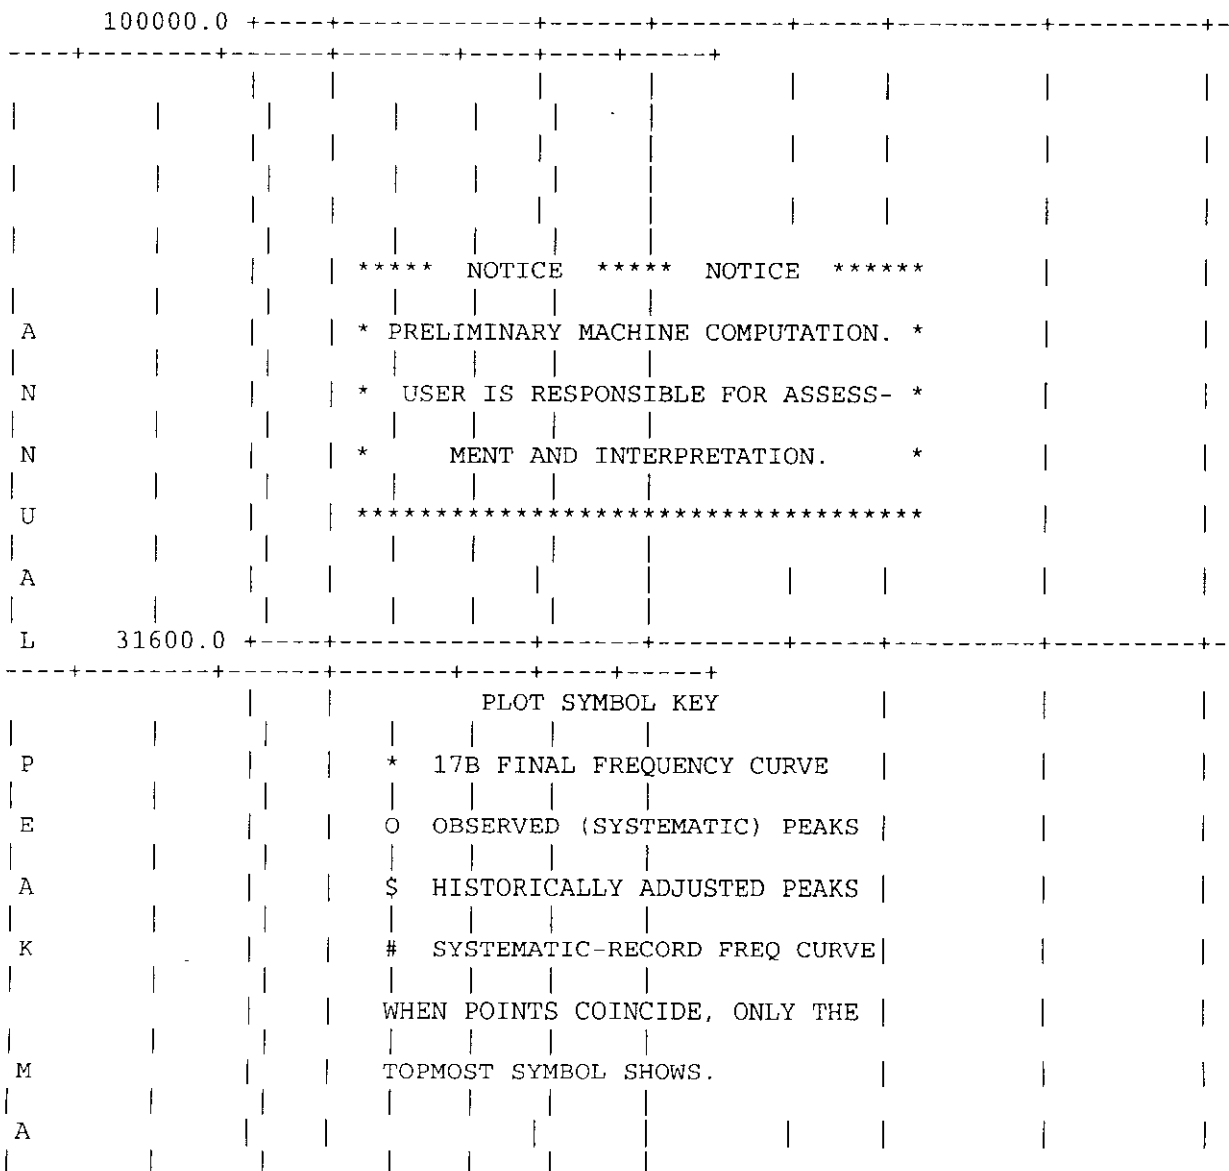 100000.0 +----+------------+------+--------+-----+---------+---------+-
----+--------+------+-------+----+----+-----+
***** NOTICE ***** NOTICE ******
A * PRELIMINARY MACHINE COMPUTATION. *
N * USER IS RESPONSIBLE FOR ASSESS- *
N * MENT AND INTERPRETATION. *
U ************************************
A
L 31600.0 +----+------------+------+--------+-----+---------+---------+-
----+--------+------+-------+----+----+-----+
PLOT SYMBOL KEY
P * 17B FINAL FREQUENCY CURVE
E O OBSERVED (SYSTEMATIC) PEAKS
A $ HISTORICALLY ADJUSTED PEAKS
K # SYSTEMATIC-RECORD FREQ CURVE
WHEN POINTS COINCIDE, ONLY THE
M TOPMOST SYMBOL SHOWS.
A